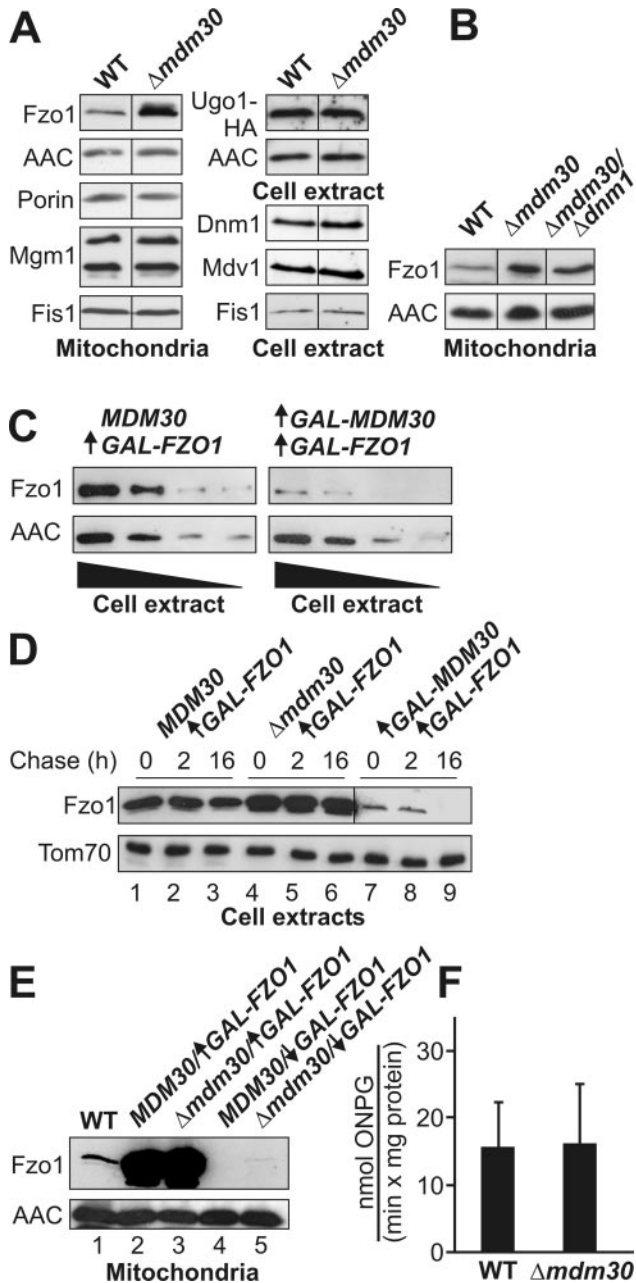 A
WT
Δmdm30
Fzo1
AAC
Porin
Mgm1
Fis1
Mitochondria
WT
Δmdm30
Ugo1-
HA
AAC
Cell extract
Dnm1
Mdv1
Fis1
Cell extract
B
WT
Δmdm30
Δmdm30/
Δdnm1
Fzo1
AAC
Mitochondria
C
MDM30
↑GAL-FZO1
↑GAL-MDM30
↑GAL-FZO1
Fzo1
AAC
Cell extract
Cell extract
D
MDM30
↑GAL-FZO1
Δmdm30
↑GAL-FZO1
↑GAL-MDM30
↑GAL-FZO1
Chase (h) 0 2 16 0 2 16 0 2 16
Fzo1
Tom70
1 2 3 4 5 6 7 8 9
Cell extracts
E
WT
MDM30/↑GAL-FZO1
Δmdm30/↑GAL-FZO1
MDM30/↓GAL-FZO1
Δmdm30/↓GAL-FZO1
Fzo1
AAC
1 2 3 4 5
Mitochondria
F
nmol ONPG
(min x mg protein)
30
20
10
0
WT Δmdm30